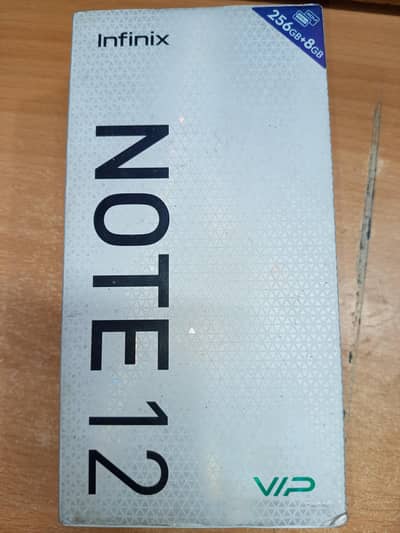 Infinix
256GB+8GB
NOTE 12
VIP